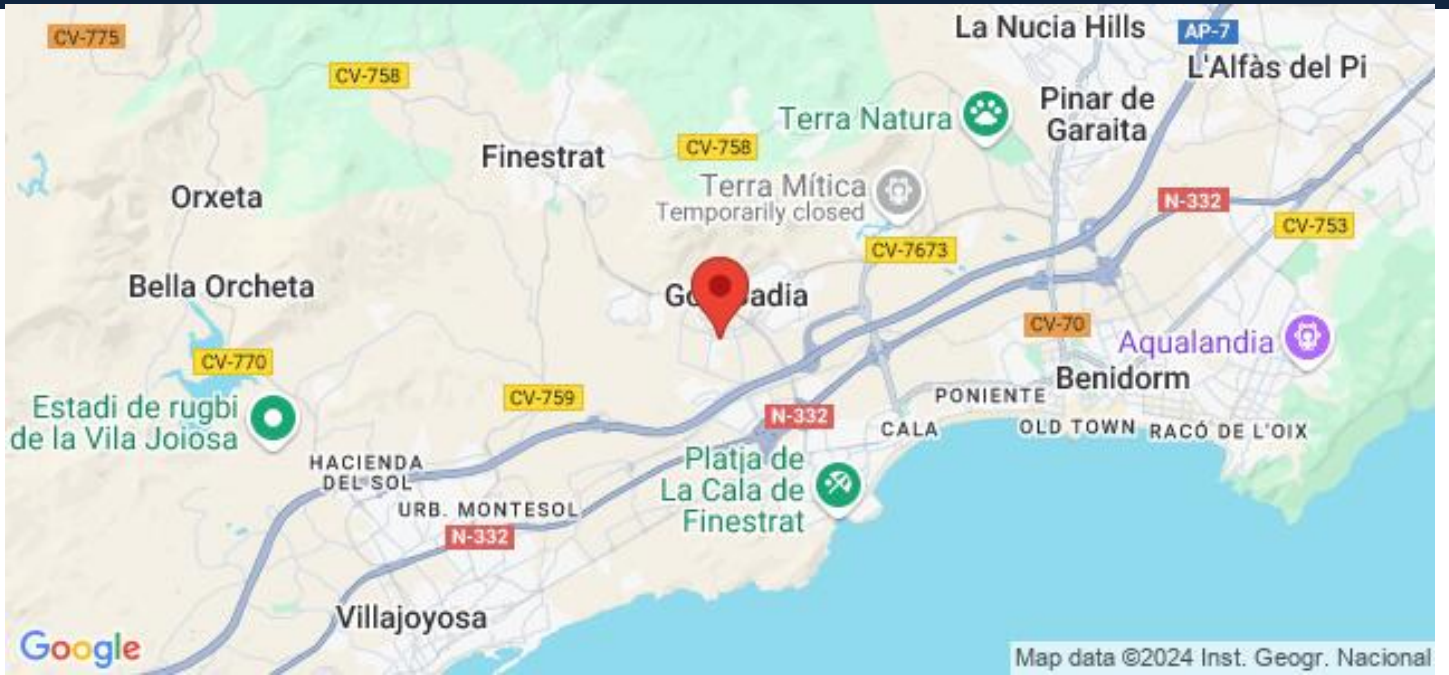 La Nucia Hills
AP-7
CV-775
L'Alfàs del Pi
CV-758
Pinar de
Garaita
Terra Natura
Finestrat
CV-758
Terra Mítica
Temporarily closed
Orxeta
N-332
CV-753
CV-7673
Bella Orcheta
CV-70
Aqualandia
CV-770
Benidorm
CV-759
PONIENTE
Estadi de rugbi
de la Vila Joiosa
N-332
CALA
OLD TOWN
RACÓ DE L'OIX
HACIENDA
DEL SOL
Platja de
La Cala de
Finestrat
URB. MONTESOL
N-332
Villajoyosa
Google
Map data ©2024 Inst. Geogr. Nacional